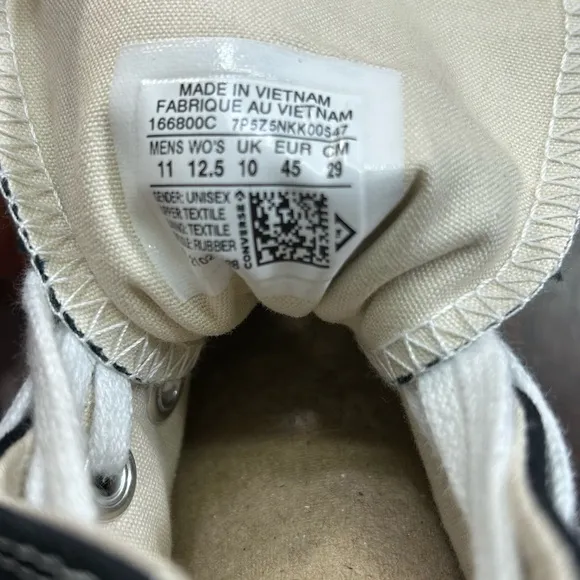 MADE IN VIETNAM
FABRIQUE AU VIETNAM
166800C 7P5Z5NKK00S47
MENS WO'S UK EUR CM
11 12.5 10 45 29
GENDER: UNISEX
UPPER: TEXTILE
TEXTILE
RUBBER
CONVERSE